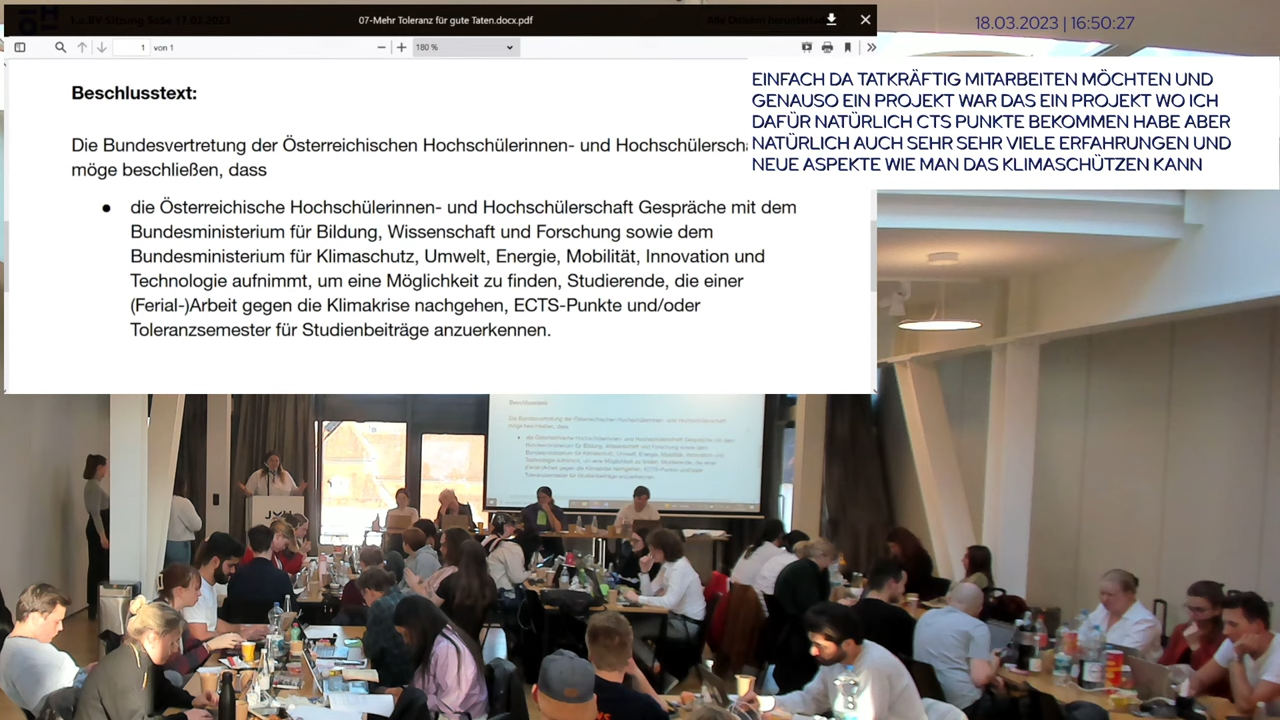 07-Mehr Toleranz für gute Taten.docx.pdf
18.03.2023 | 16:50:27
1 von 1
180 %
Beschlusstext:
Die Bundesvertretung der Österreichischen Hochschülerinnen- und
möge beschließen, dass
● die Österreichische Hochschülerinnen- und Hochschülerschaft Gespräche mit dem
Bundesministerium für Bildung, Wissenschaft und Forschung sowie dem
Bundesministerium für Klimaschutz, Umwelt, Energie, Mobilität, Innovation und
Technologie aufnimmt, um eine Möglichkeit zu finden, Studierende, die einer
(Ferial-)Arbeit gegen die Klimakrise nachgehen, ECTS-Punkte und/oder
Toleranzsemester für Studienbeiträge anzuerkennen.
EINFACH DA TATKRÄFTIG MITARBEITEN MÖCHTEN UND
GENAUSO EIN PROJEKT WAR DAS EIN PROJEKT WO ICH
DAFÜR NATÜRLICH CTS PUNKTE BEKOMMEN HABE ABER
NATÜRLICH AUCH SEHR SEHR VIELE ERFAHRUNGEN UND
NEUE ASPEKTE WIE MAN DAS KLIMASCHÜTZEN KANN